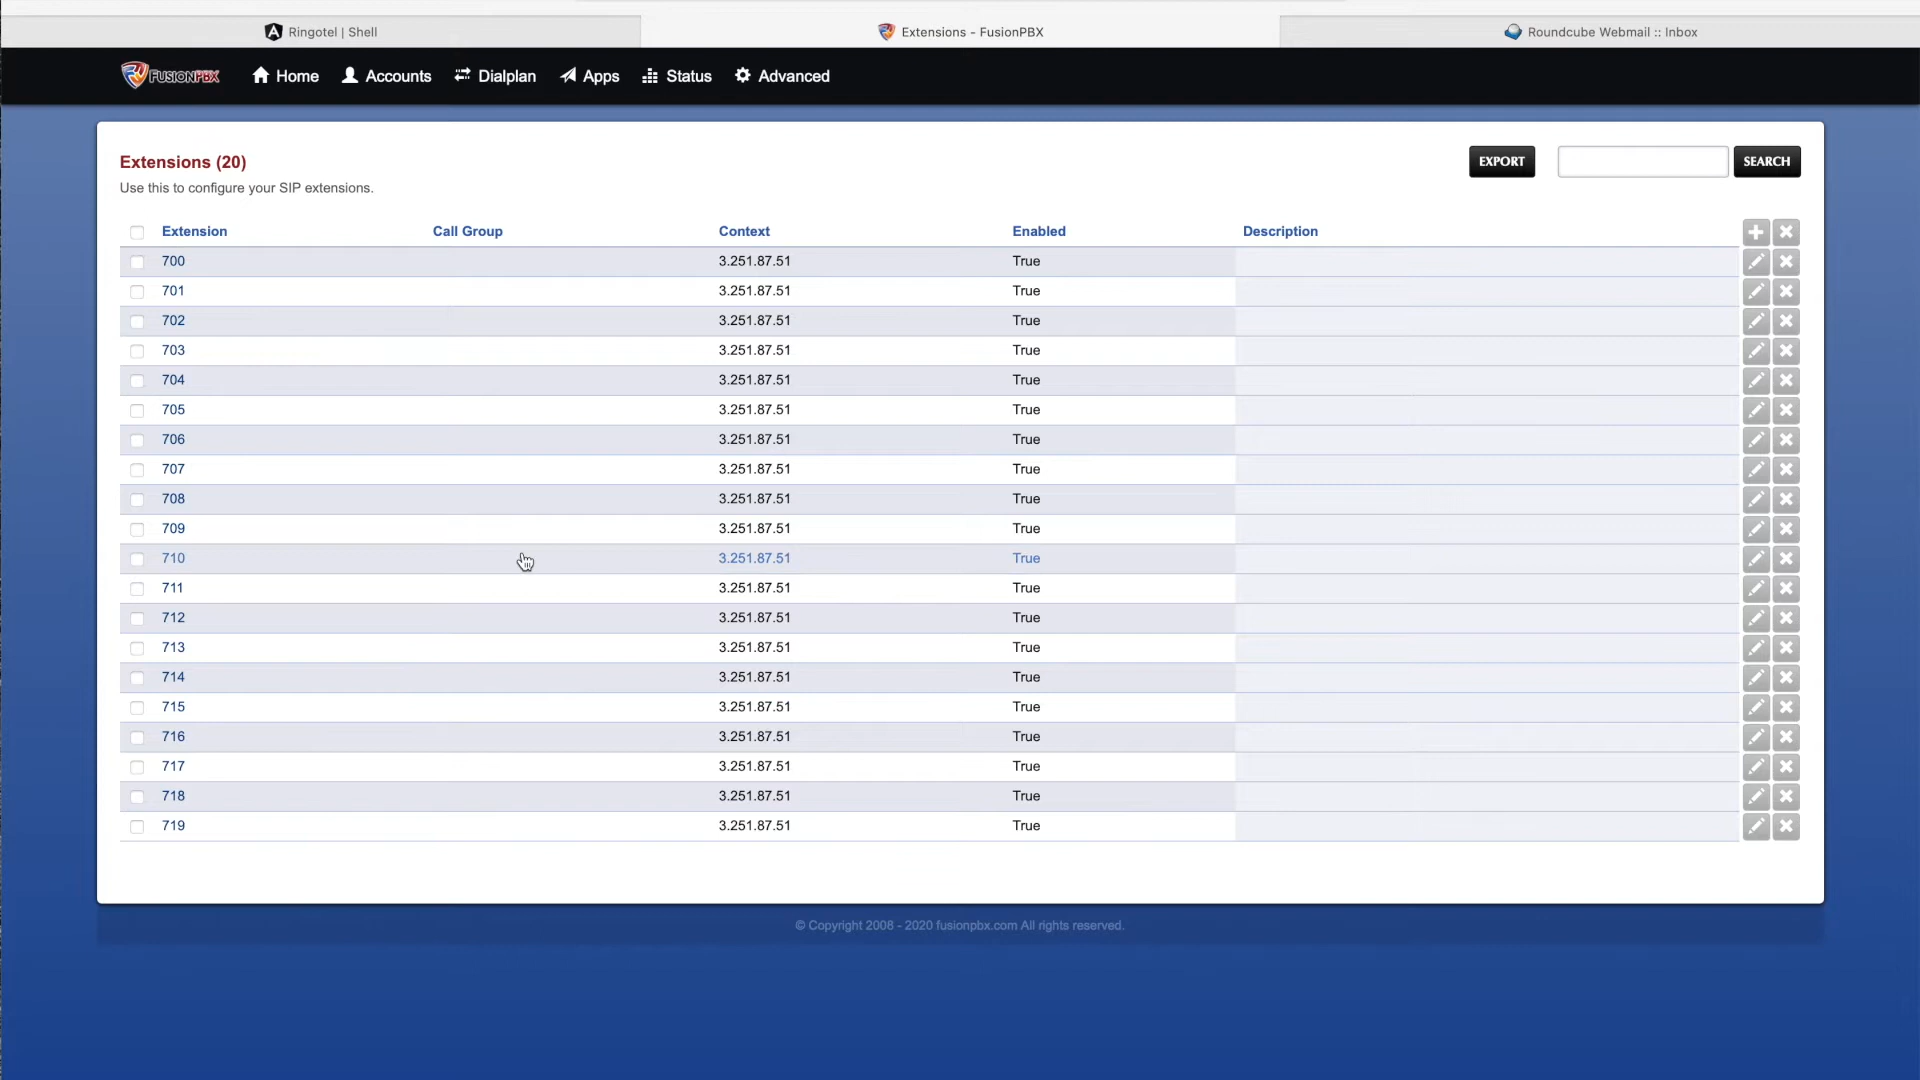 Ringotel | Shell
Extensions - FusionPBX
Roundcube Webmail :: Inbox
FUSIONPBX Home Accounts Dialplan Apps Status Advanced
Extensions (20)
EXPORT SEARCH
Use this to configure your SIP extensions.
Extension Call Group Context Enabled Description
700 3.251.87.51 True
701 3.251.87.51 True
702 3.251.87.51 True
703 3.251.87.51 True
704 3.251.87.51 True
705 3.251.87.51 True
706 3.251.87.51 True
707 3.251.87.51 True
708 3.251.87.51 True
709 3.251.87.51 True
710 3.251.87.51 True
711 3.251.87.51 True
712 3.251.87.51 True
713 3.251.87.51 True
714 3.251.87.51 True
715 3.251.87.51 True
716 3.251.87.51 True
717 3.251.87.51 True
718 3.251.87.51 True
719 3.251.87.51 True
© Copyright 2008 - 2020 fusionpbx.com All rights reserved.